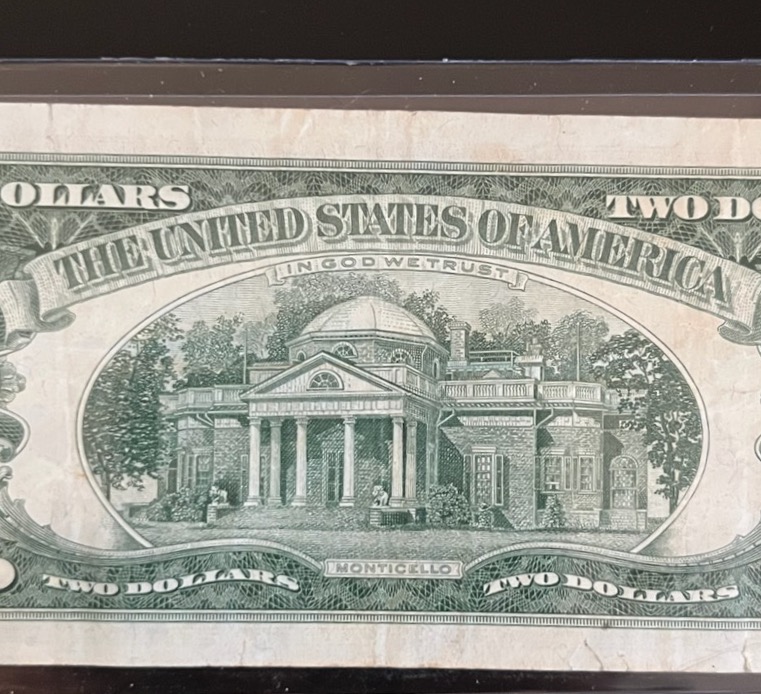 OLLARS
TWO DO
THE UNITED STATES OF AMERICA
IN GOD WE TRUST
MONTICELLO
TWO DOLLARS
TWO DOLLARS